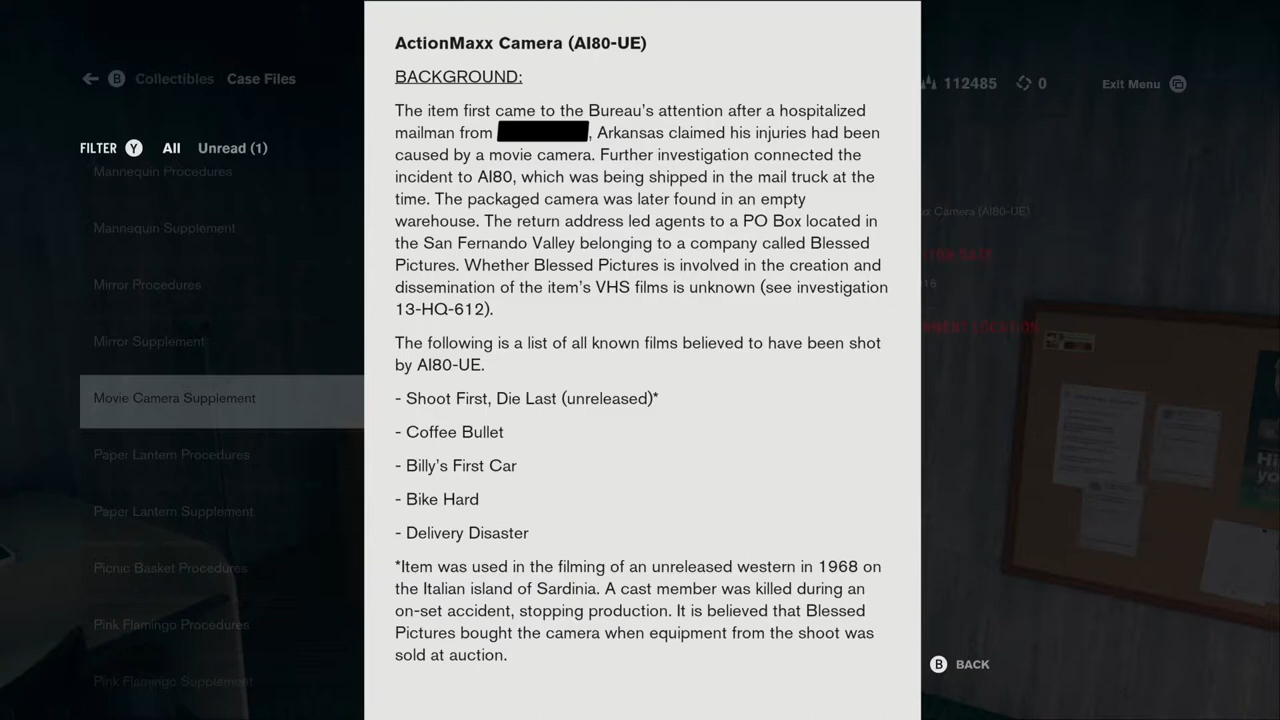 ActionMaxx Camera (AI80-UE)
BACKGROUND:
The item first came to the Bureau's attention after a hospitalized
mailman from , Arkansas claimed his injuries had been
caused by a movie camera. Further investigation connected the
incident to AI80, which was being shipped in the mail truck at the
time. The packaged camera was later found in an empty
warehouse. The return address led agents to a PO Box located in
the San Fernando Valley belonging to a company called Blessed
Pictures. Whether Blessed Pictures is involved in the creation and
dissemination of the item's VHS films is unknown (see investigation
13-HQ-612).
The following is a list of all known films believed to have been shot
by AI80-UE.
- Shoot First, Die Last (unreleased)*
- Coffee Bullet
- Billy's First Car
- Bike Hard
- Delivery Disaster
*Item was used in the filming of an unreleased western in 1968 on
the Italian island of Sardinia. A cast member was killed during an
on-set accident, stopping production. It is believed that Blessed
Pictures bought the camera when equipment from the shoot was
sold at auction.
B Collectibles Case Files
FILTER Y All Unread (1)
Mannequin Procedures
Mannequin Supplement
Mirror Procedures
Mirror Supplement
Movie Camera Supplement
Paper Lantern Procedures
Paper Lantern Supplement
Picnic Basket Procedures
Pink Flamingo Procedures
Pink Flamingo Supplement
112485 0 Exit Menu
Camera (AI80-UE)
B BACK